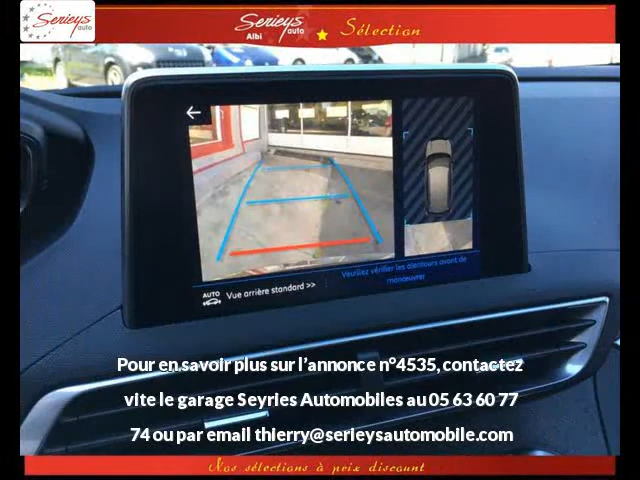 Serieys
auto
Serieys
Albi auto
Sélection
AUTO
Vue arrière standard >>
Veuillez vérifier les alentours avant de
manœuvrer
Pour en savoir plus sur l'annonce n°4535, contactez
vite le garage Seyries Automobiles au 05 63 60 77
74 ou par email thierry@serieysautomobile.com
Nos sélections à prix discount